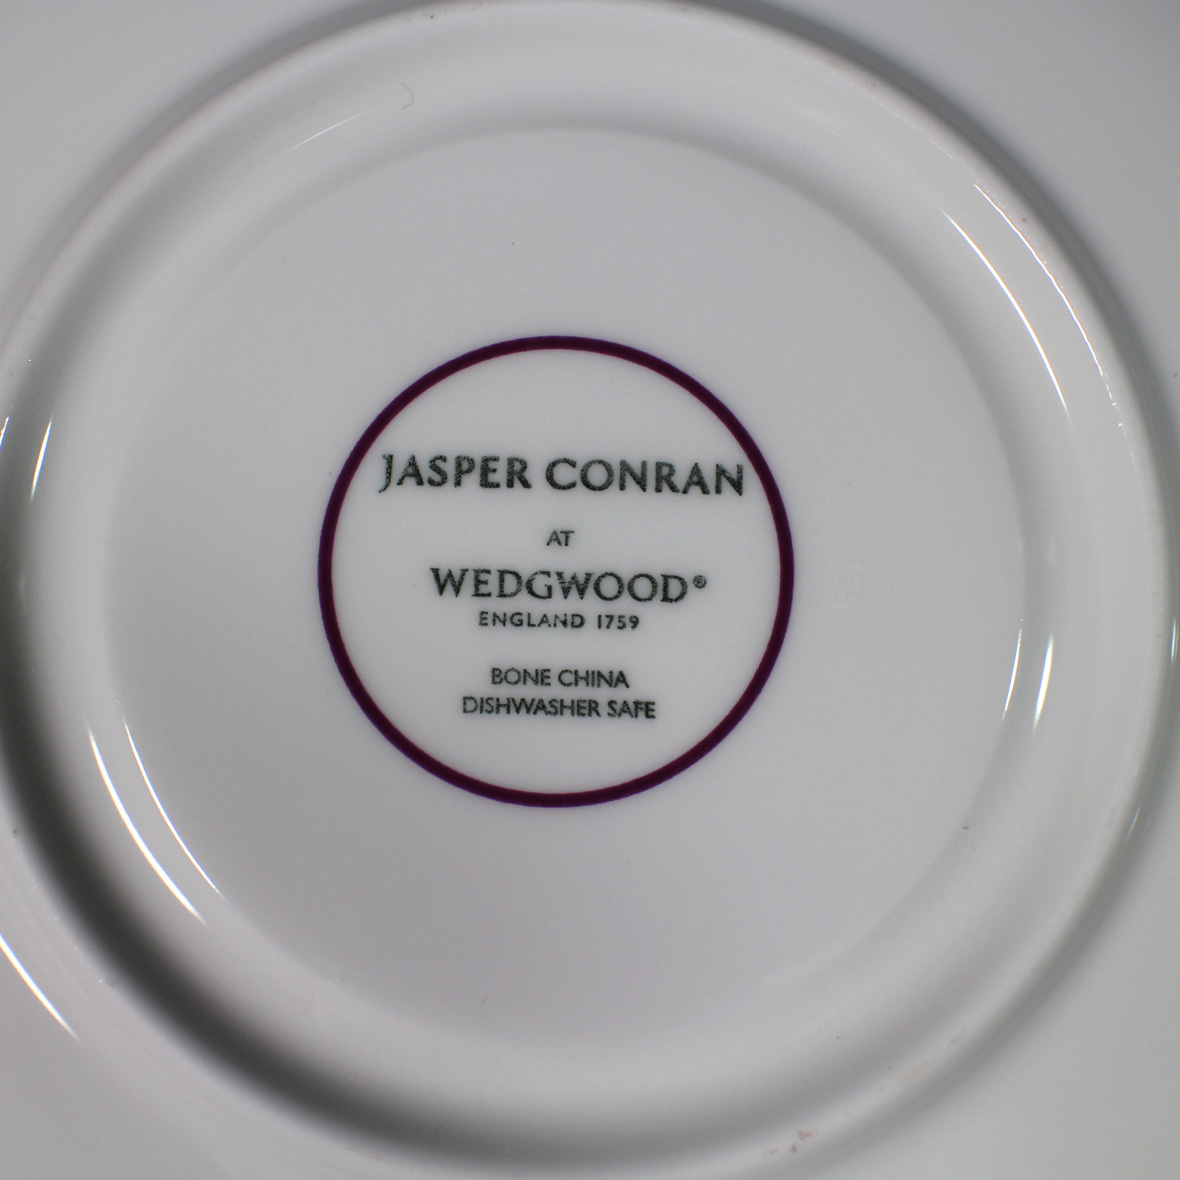 JASPER CONRAN
AT
WEDGWOOD®
ENGLAND 1759
BONE CHINA
DISHWASHER SAFE